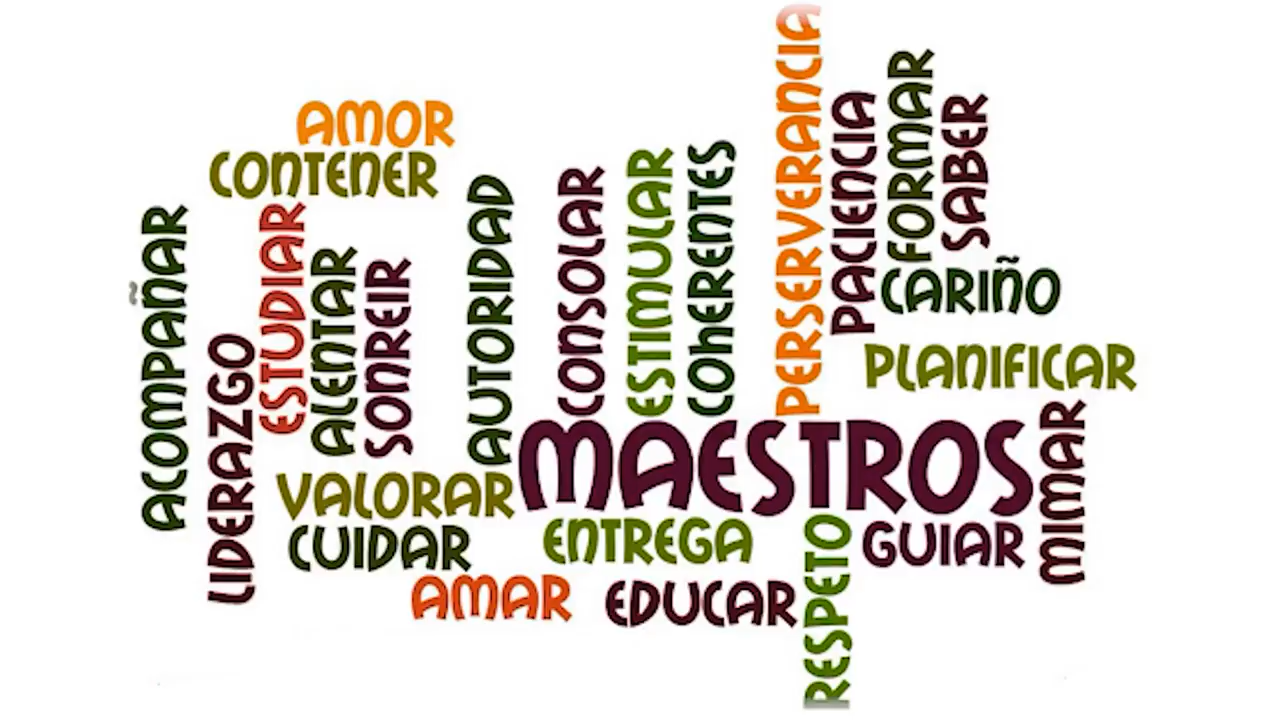 AMOR
CONTENER
ACOMPAÑAR
LIDERAZGO
ESTUDIAR
ALENTAR
SONREIR
AUTORIDAD
CONSOLAR
ESTIMULAR
COhERENTES
PERSERVERANCIA
PACIENCIA
FORMAR
SABER
CARIÑO
PLANIFICAR
MAESTROS
MIMAR
VALORAR
CUIDAR
ENTREGA
GUIAR
AMAR
EDUCAR
RESPETO